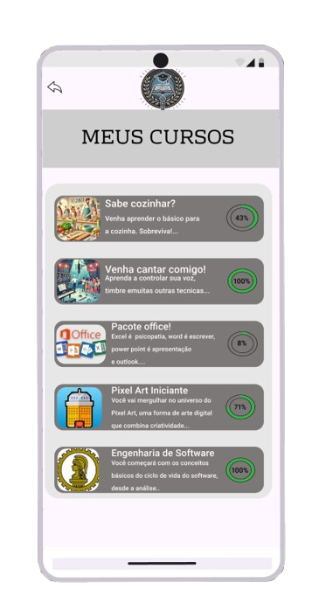 MEUS CURSOS
Sabe cozinhar?
Venha aprender o básico para
a cozinha. Sobreviva!...
43%
Venha cantar comigo!
Aprenda a controlar sua voz,
timbre emuitas outras tecnicas...
100%
Office
Pacote office!
Excel é psicopatia, word é escrever,
power point é apresentação
e outlook....
8%
Pixel Art Iniciante
Você vai mergulhar no universo do
Pixel Art, uma forma de arte digital
que combina criatividade...
71%
Engenharia de Software
Você começará com os conceitos
básicos do ciclo de vida do software,
desde a análise..
100%